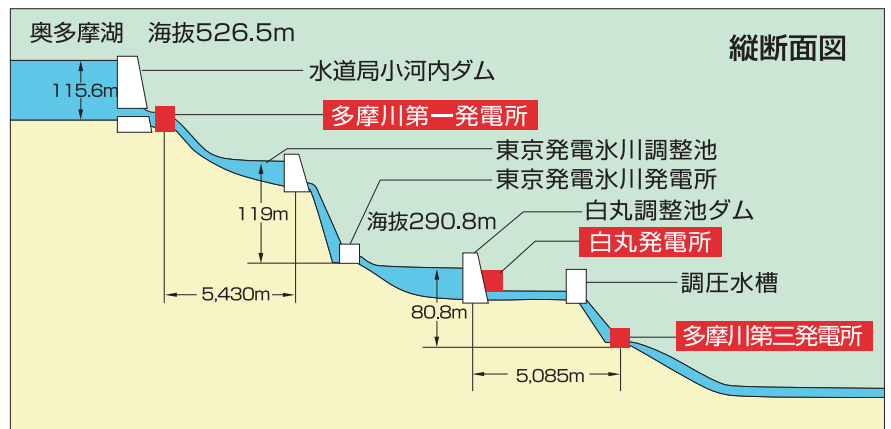 奥多摩湖　海抜526.5m
縦断面図
水道局小河内ダム
115.6m
多摩川第一発電所
東京発電氷川調整池
東京発電氷川発電所
119m
海抜290.8m
白丸調整池ダム
白丸発電所
5,430m
調圧水槽
80.8m
多摩川第三発電所
5,085m